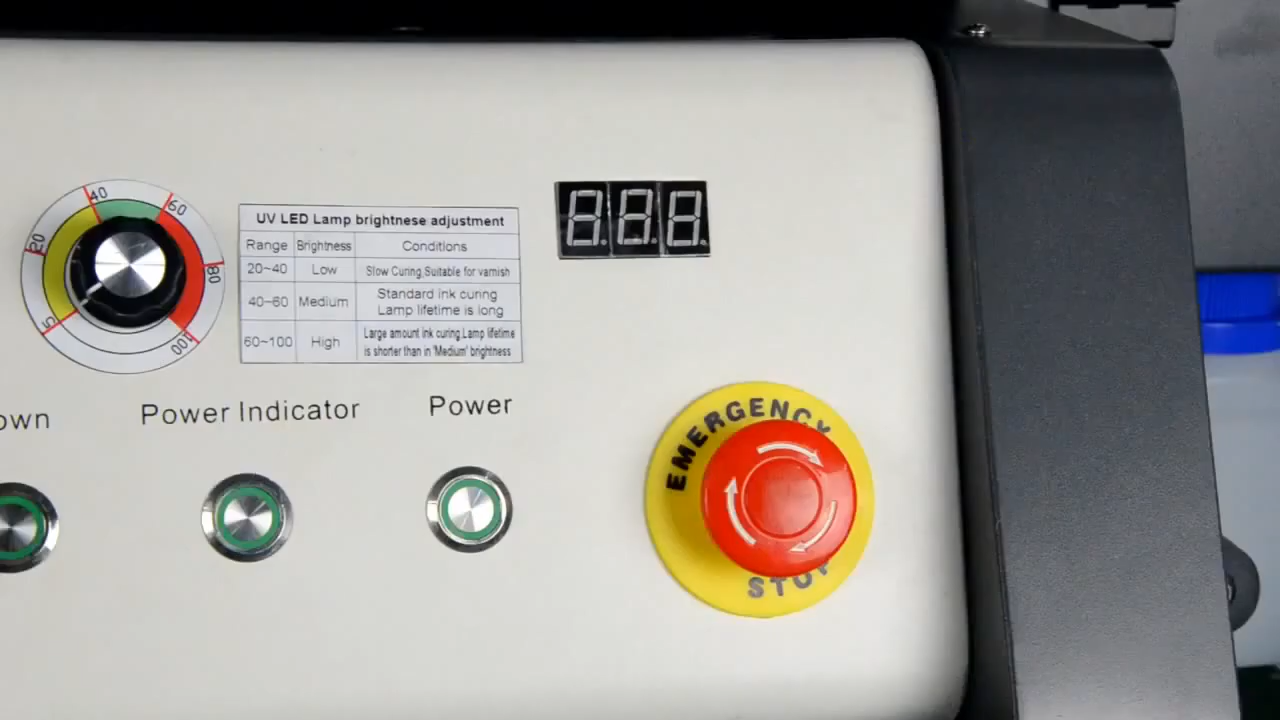 5
20
40
60
80
100
UV LED Lamp brightnese adjustment
Range Brightness Conditions
20~40 Low Slow Curing,Suitable for varnish
40~60 Medium Standard ink curing
Lamp lifetime is long
60~100 High Large amount ink curing,Lamp lifetime
is shorter than in 'Medium' brightness
own
Power Indicator
Power
EMERGENCY
STOP